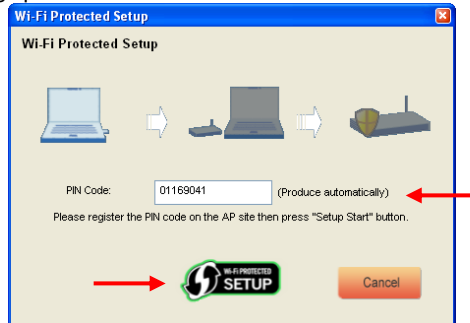 Wi-Fi Protected Setup
Wi-Fi Protected Setup
PIN Code: 01169041 (Produce automatically)
Please register the PIN code on the AP site then press "Setup Start" button.
WI-FI PROTECTED
SETUP
Cancel